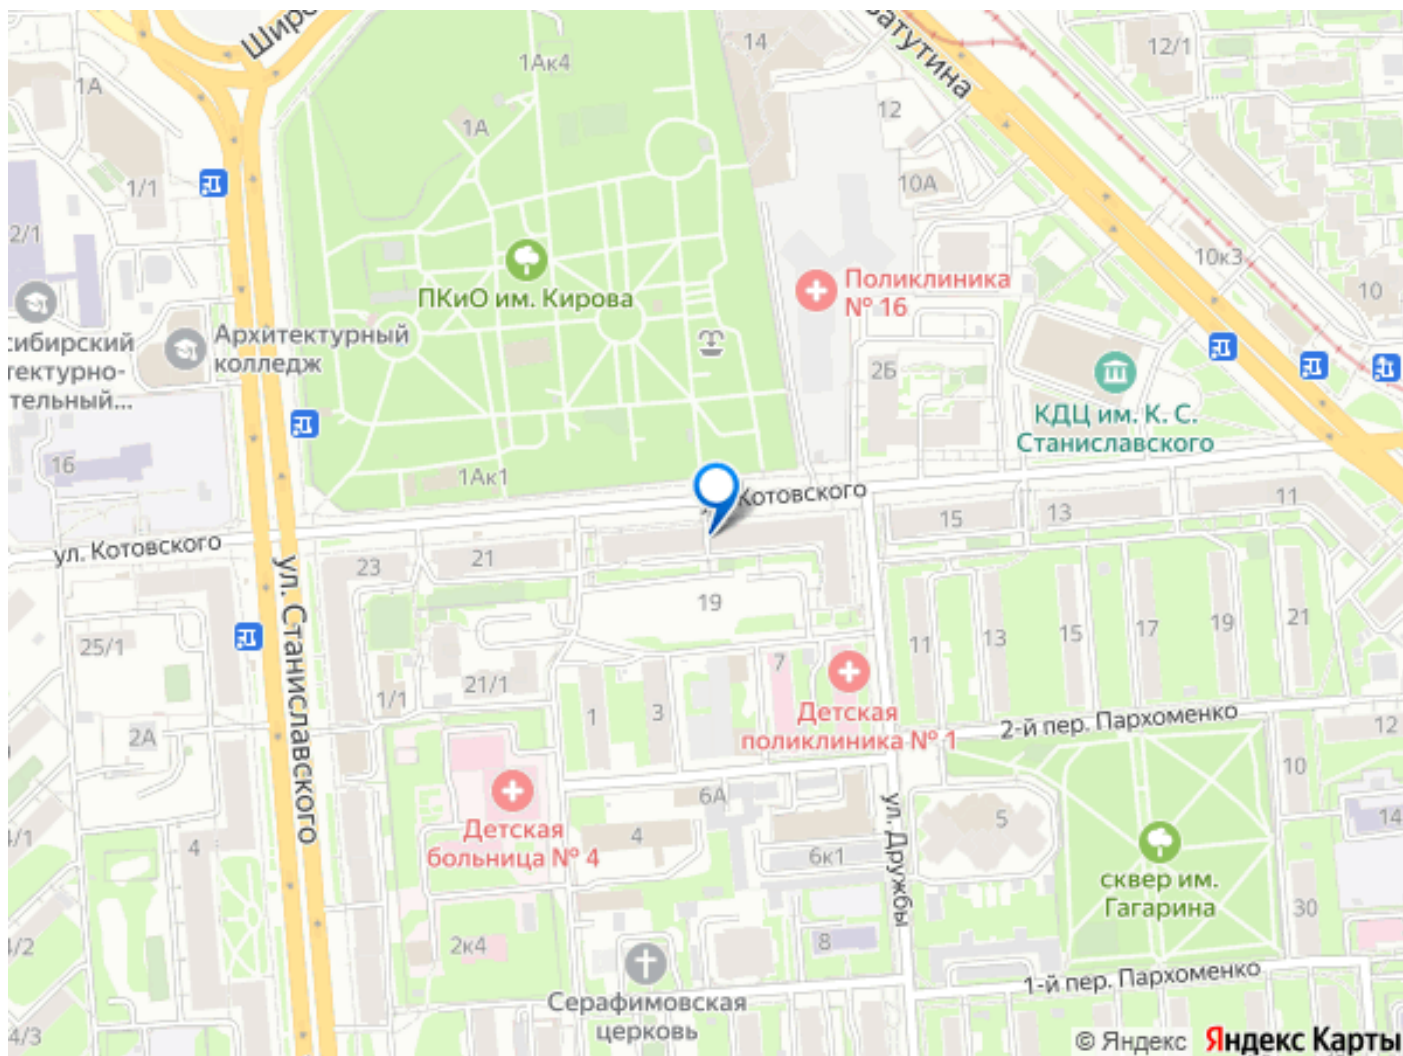 1А
1Ак4
14
12/1
1А
12
1/1
10А
2/1
10к3
ПКиО им. Кирова
Поликлиника
№ 16
10
Архитектурный
колледж
2Б
КДЦ им. К. С.
Станиславского
16
1Ак1
Котовского
ул. Котовского
23
21
15
13
11
19
ул. Станиславского
25/1
1/1
21/1
1
3
7
11
13
15
17
19
21
Детская
поликлиника № 1
2-й пер. Пархоменко
12
2А
10
Детская
больница № 4
6А
4
6к1
ул. Дружбы
5
14
4
сквер им.
Гагарина
30
2к4
8
Серафимовская
церковь
1-й пер. Пархоменко
4/3
© Яндекс Яндекс Карты